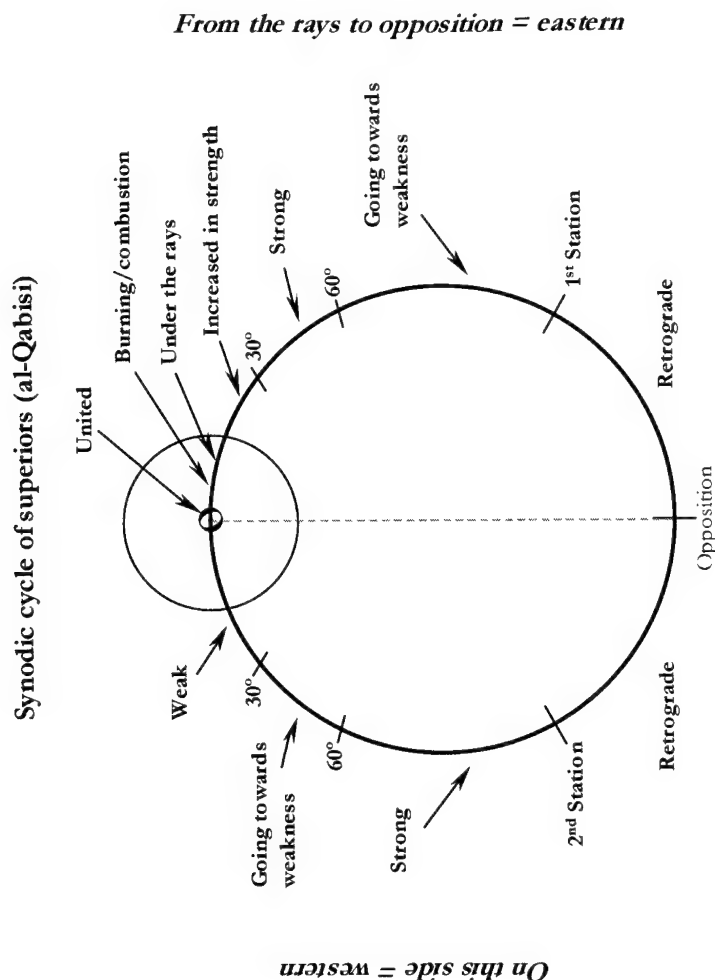 Synodic cycle of superiors (al-Qabisi)
From the rays to opposition = eastern
On this side = western
United
Burning/combustion
Under the rays
Increased in strength
30°
Strong
60°
Going towards
weakness
1st Station
Retrograde
Opposition
Retrograde
2nd Station
Strong
60°
Going towards
weakness
30°
Weak